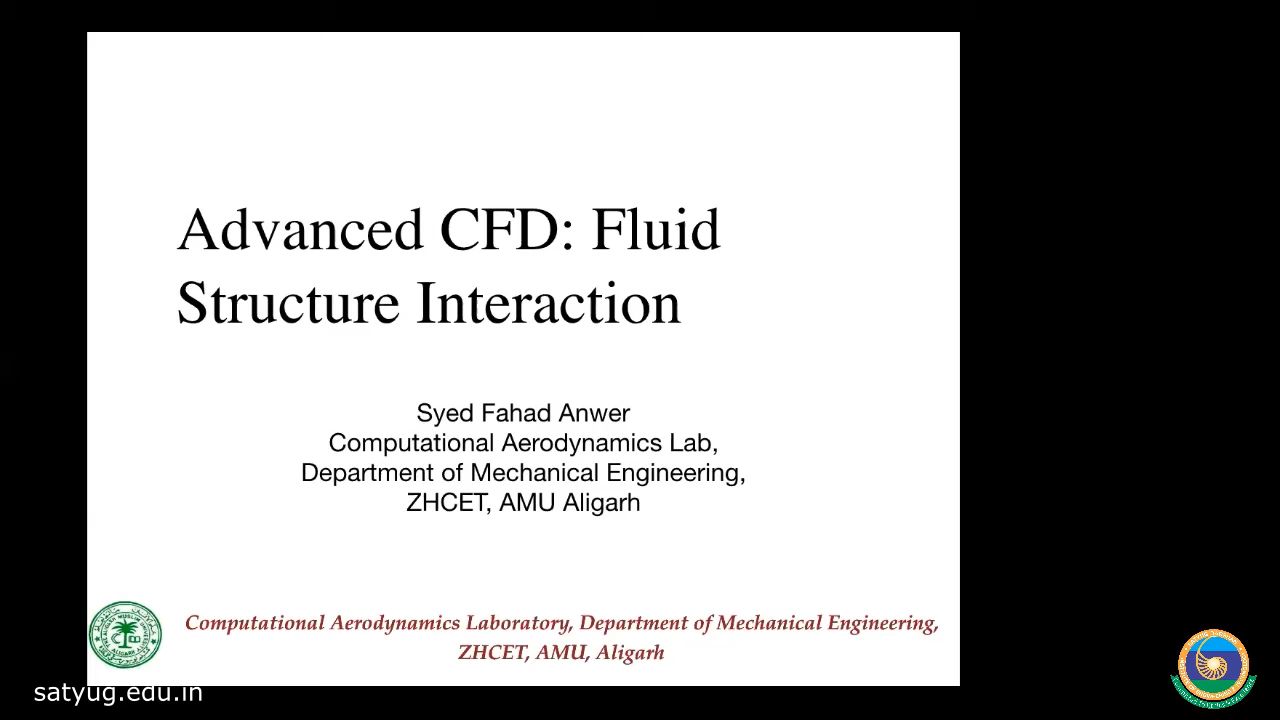 Advanced CFD: Fluid
Structure Interaction
Syed Fahad Anwer
Computational Aerodynamics Lab,
Department of Mechanical Engineering,
ZHCET, AMU Aligarh
Computational Aerodynamics Laboratory, Department of Mechanical Engineering,
ZHCET, AMU, Aligarh
satyug.edu.in